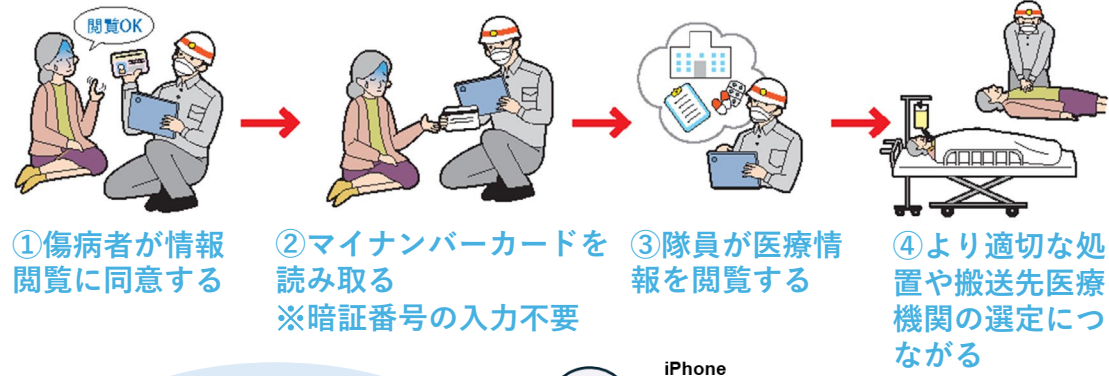 閲覧OK
①傷病者が情報
閲覧に同意する
②マイナンバーカードを
読み取る
※暗証番号の入力不要
③隊員が医療情
報を閲覧する
④より適切な処
置や搬送先医療
機関の選定につ
ながる
iPhone